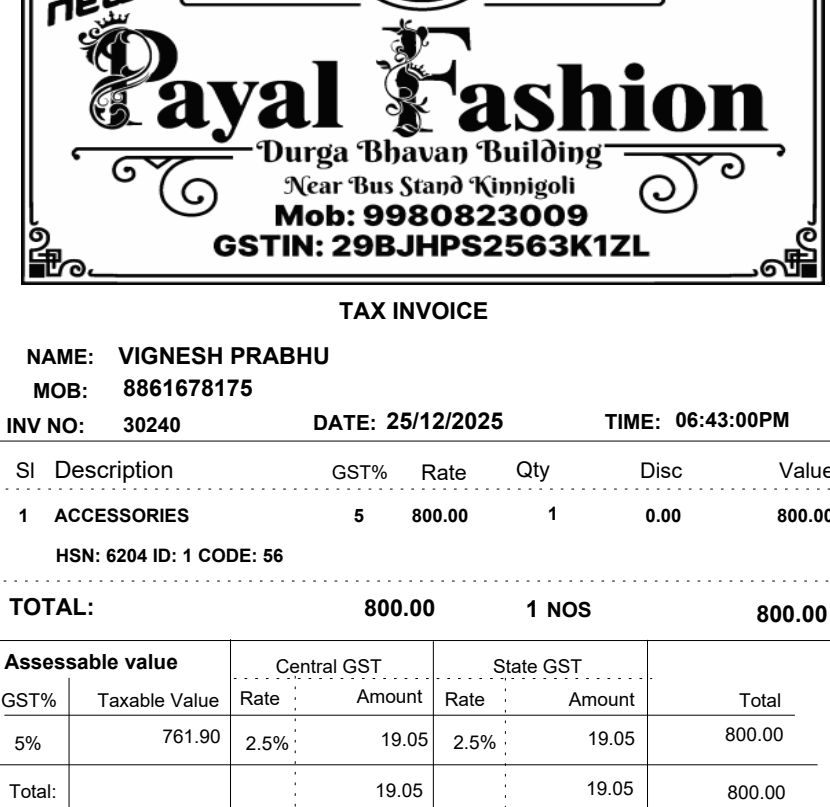 new
Payal Fashion
Durga Bhavan Building
Near Bus Stand Kinnigoli
Mob: 9980823009
GSTIN: 29BJHPS2563K1ZL
TAX INVOICE
NAME: VIGNESH PRABHU
MOB: 8861678175
INV NO: 30240 DATE: 25/12/2025 TIME: 06:43:00PM
Sl Description GST% Rate Qty Disc Value
1 ACCESSORIES 5 800.00 1 0.00 800.00
HSN: 6204 ID: 1 CODE: 56
TOTAL: 800.00 1 NOS 800.00
Assessable value Central GST State GST
GST% Taxable Value Rate Amount Rate Amount Total
5% 761.90 2.5% 19.05 2.5% 19.05 800.00
Total: 19.05 19.05 800.00